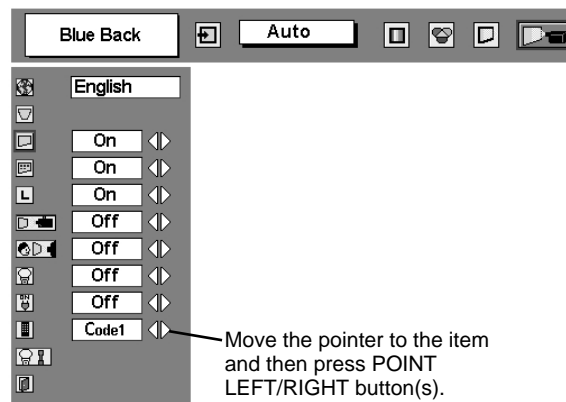 Blue Back
Auto
English
On
On
L On
Off
Off
Off
ON Off
Code1
Move the pointer to the item
and then press POINT
LEFT/RIGHT button(s).